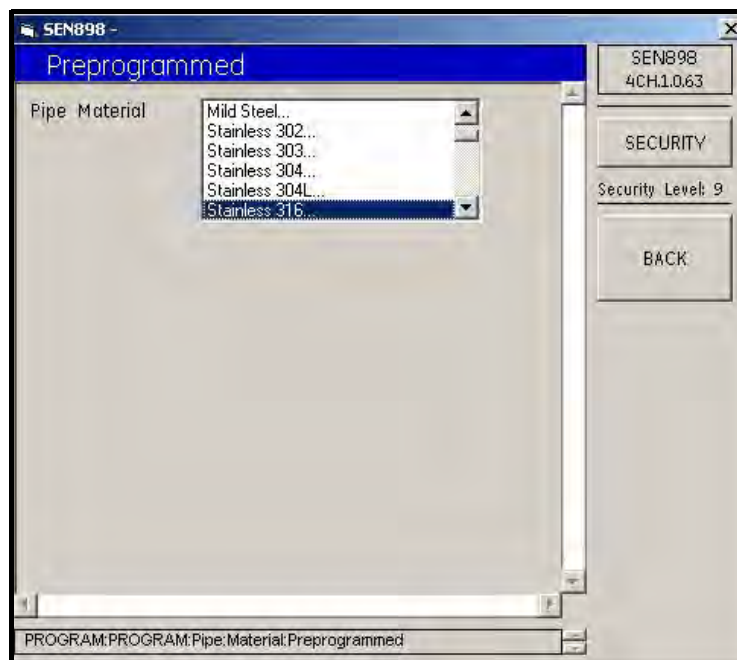 SEN898 -
Preprogrammed
SEN898
4CH.1.0.63
Pipe Material
Mild Steel...
Stainless 302...
Stainless 303...
Stainless 304...
Stainless 304L...
Stainless 316...
SECURITY
Security Level: 9
BACK
PROGRAM:PROGRAM:Pipe:Material:Preprogrammed